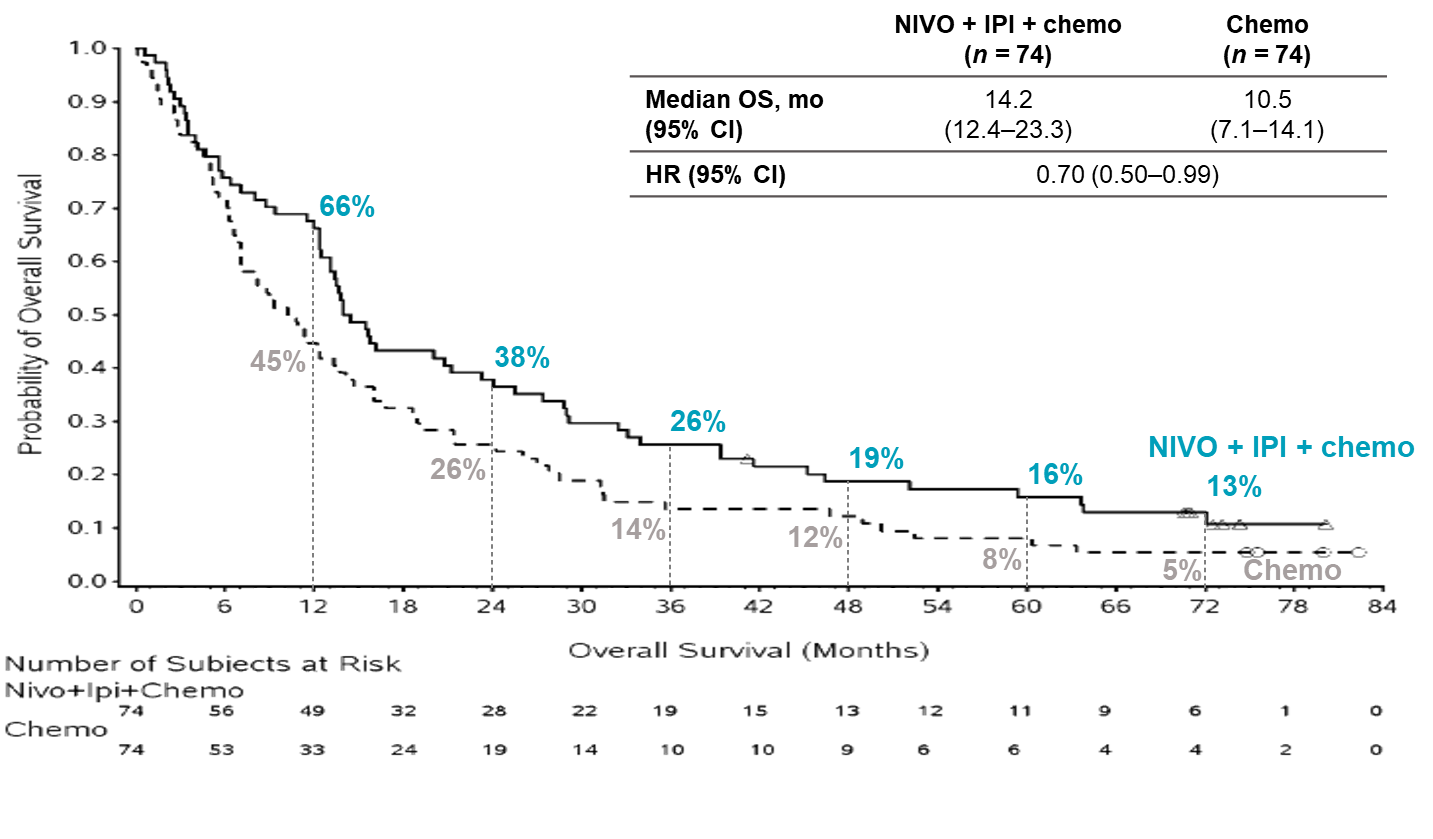 NIVO + IPI + chemo
(n = 74)
Chemo
(n = 74)
Median OS, mo
(95% CI)
14.2
(12.4–23.3)
10.5
(7.1–14.1)
HR (95% CI)
0.70 (0.50–0.99)
Probability of Overall Survival
1.0
0.9
0.8
0.7
0.6
0.5
0.4
0.3
0.2
0.1
0.0
66%
45%
38%
26%
26%
14%
19%
12%
16%
8%
NIVO + IPI + chemo
13%
5%
Chemo
0 6 12 18 24 30 36 42 48 54 60 66 72 78 84
Overall Survival (Months)
Number of Subjects at Risk
Nivo+Ipi+Chemo
74 56 49 32 28 22 19 15 13 12 11 9 6 1 0
Chemo
74 53 33 24 19 14 10 10 9 6 6 4 4 2 0